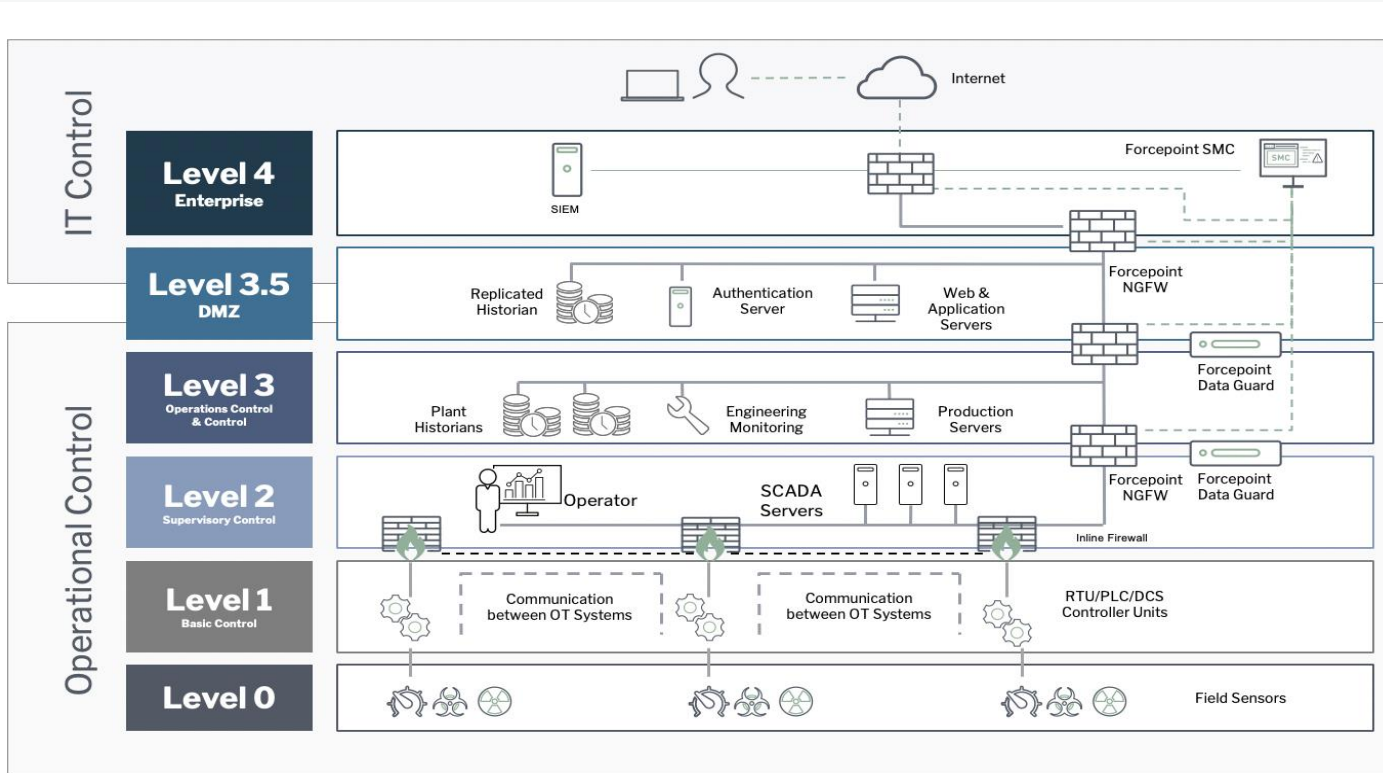 IT Control
Internet
Level 4
Enterprise
SIEM
Forcepoint SMC
SMC
Level 3.5
DMZ
Replicated
Historian
Authentication
Server
Web &
Application
Servers
Forcepoint
NGFW
Operational Control
Level 3
Operations Control
& Control
Plant
Historians
Engineering
Monitoring
Production
Servers
Forcepoint
Data Guard
Level 2
Supervisory Control
Operator
SCADA
Servers
Forcepoint
NGFW
Forcepoint
Data Guard
Inline Firewall
Level 1
Basic Control
Communication
between OT Systems
Communication
between OT Systems
RTU/PLC/DCS
Controller Units
Level 0
Field Sensors